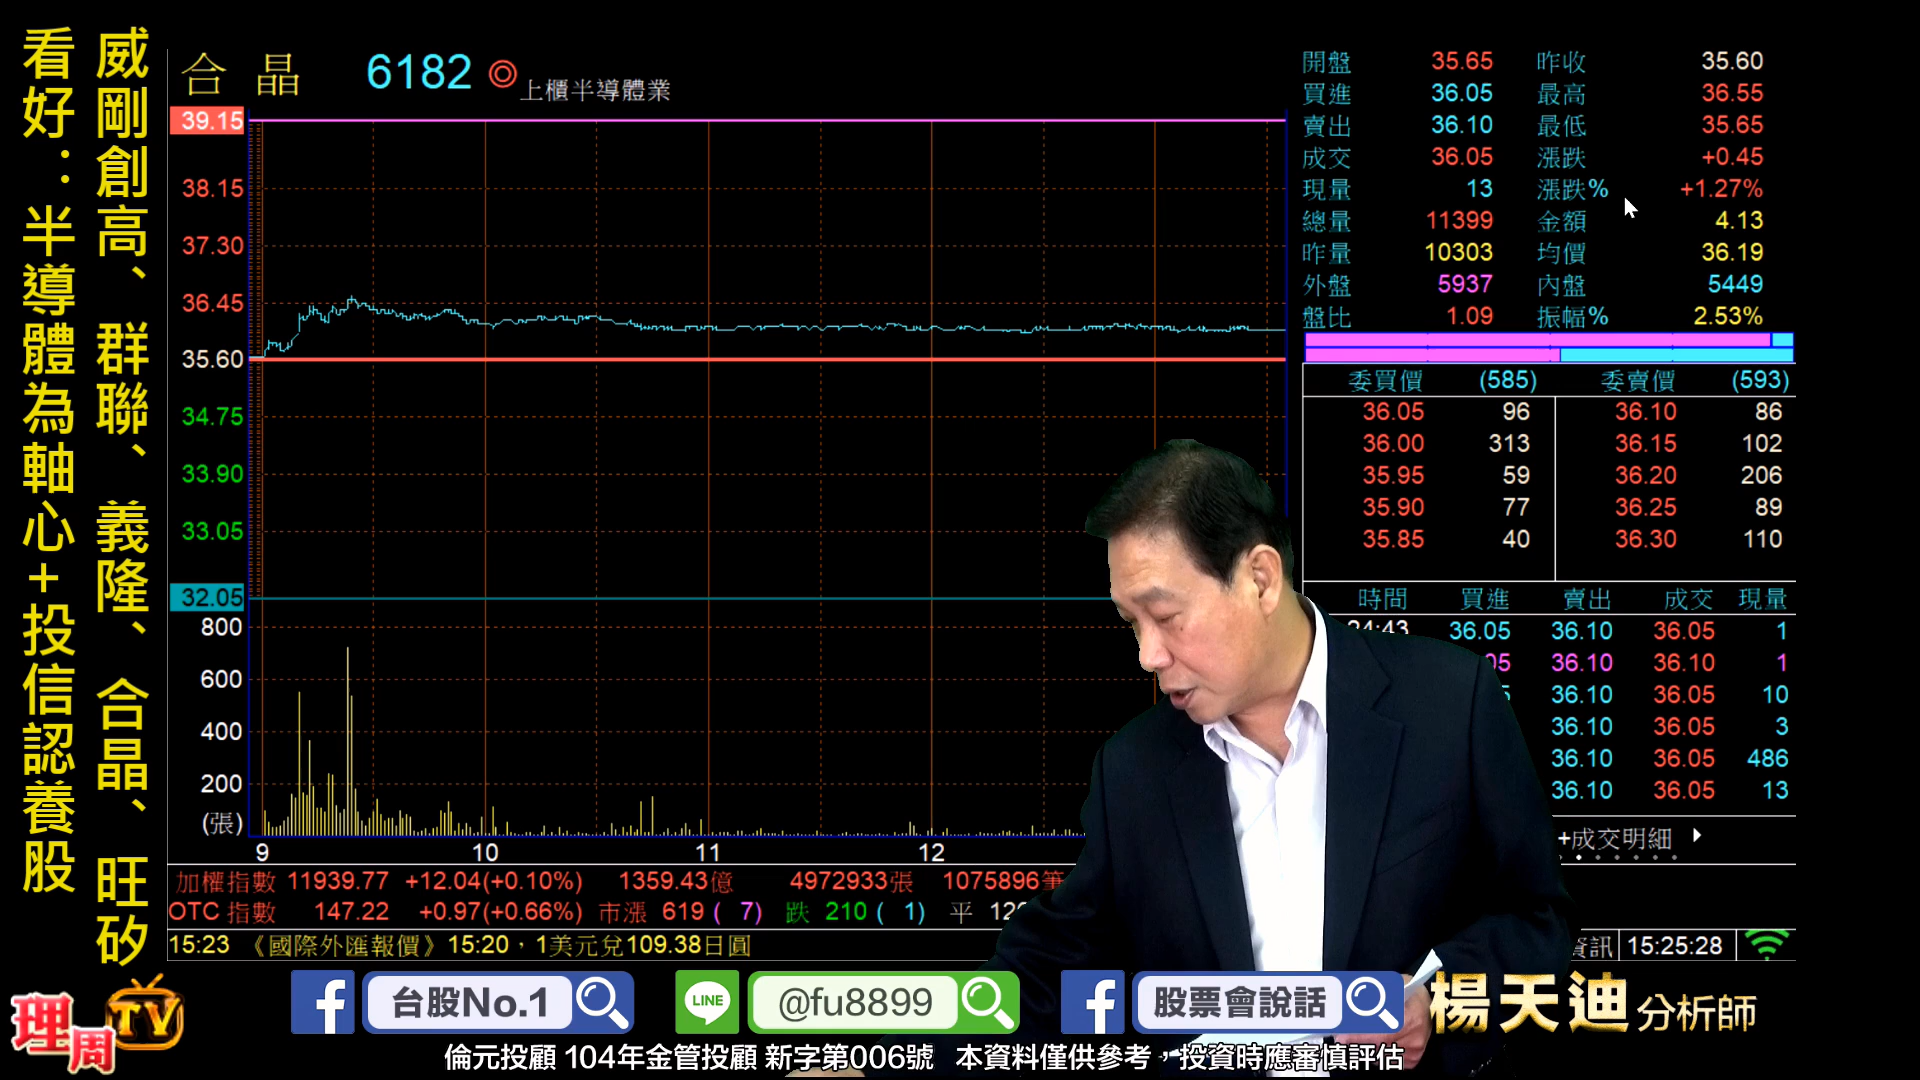 威剛創高、群聯、義隆、合晶、旺矽
看好：半導體為軸心+投信認養股
合晶 6182 ◎ 上櫃半導體業
39.15
38.15
37.30
36.45
35.60
34.75
33.90
33.05
32.05
800
600
400
200
(張)
9 10 11 12
開盤 35.65 昨收 35.60
買進 36.05 最高 36.55
賣出 36.10 最低 35.65
成交 36.05 漲跌 +0.45
現量 13 漲跌% +1.27%
總量 11399 金額 4.13
昨量 10303 均價 36.19
外盤 5937 內盤 5449
盤比 1.09 振幅% 2.53%
委買價 (585) 委賣價 (593)
36.05 96 36.10 86
36.00 313 36.15 102
35.95 59 36.20 206
35.90 77 36.25 89
35.85 40 36.30 110
時間 買進 賣出 成交 現量
24:43 36.05 36.10 36.05 1
05 36.10 36.10 1
36.10 36.05 10
36.10 36.05 3
36.10 36.05 486
36.10 36.05 13
+成交明細
加權指數 11939.77 +12.04(+0.10%) 1359.43億 4972933張 1075896筆
OTC 指數 147.22 +0.97(+0.66%) 市漲 619 ( 7) 跌 210 ( 1) 平
15:23 《國際外匯報價》15:20，1美元兌109.38日圓
資訊 15:25:28
理周TV
f 台股No.1
LINE @fu8899
f 股票會說話
楊天迪 分析師
倫元投顧 104年金管投顧 新字第006號 本資料僅供參考，投資時應審慎評估